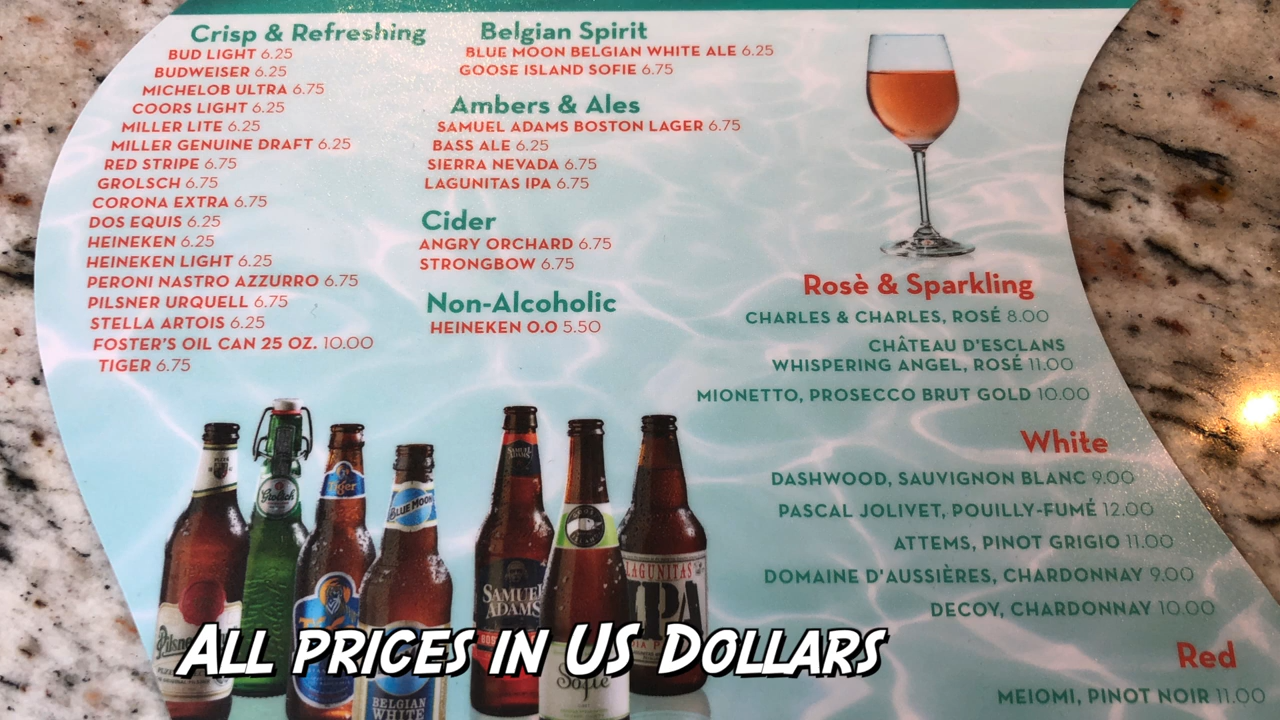 Crisp & Refreshing
BUD LIGHT 6.25
BUDWEISER 6.25
MICHELOB ULTRA 6.75
COORS LIGHT 6.25
MILLER LITE 6.25
MILLER GENUINE DRAFT 6.25
RED STRIPE 6.75
GROLSCH 6.75
CORONA EXTRA 6.75
DOS EQUIS 6.25
HEINEKEN 6.25
HEINEKEN LIGHT 6.25
PERONI NASTRO AZZURRO 6.75
PILSNER URQUELL 6.75
STELLA ARTOIS 6.25
FOSTER'S OIL CAN 25 OZ. 10.00
TIGER 6.75
Belgian Spirit
BLUE MOON BELGIAN WHITE ALE 6.25
GOOSE ISLAND SOFIE 6.75
Ambers & Ales
SAMUEL ADAMS BOSTON LAGER 6.75
BASS ALE 6.25
SIERRA NEVADA 6.75
LAGUNITAS IPA 6.75
Cider
ANGRY ORCHARD 6.75
STRONGBOW 6.75
Non-Alcoholic
HEINEKEN 0.0 5.50
Rosè & Sparkling
CHARLES & CHARLES, ROSÉ 8.00
CHÂTEAU D'ESCLANS
WHISPERING ANGEL, ROSÉ 11.00
MIONETTO, PROSECCO BRUT GOLD 10.00
White
DASHWOOD, SAUVIGNON BLANC 9.00
PASCAL JOLIVET, POUILLY-FUMÉ 12.00
ATTEMS, PINOT GRIGIO 11.00
DOMAINE D'AUSSIÈRES, CHARDONNAY 9.00
DECOY, CHARDONNAY 10.00
Red
MEIOMI, PINOT NOIR 11.00
Grolsch
Tiger
BLUE MOON
SAMUEL
ADAMS
SAMUEL
ADAMS
LAGUNITAS
IPA
Sofie
BELGIAN
WHITE
ALL PRICES IN US DOLLARS